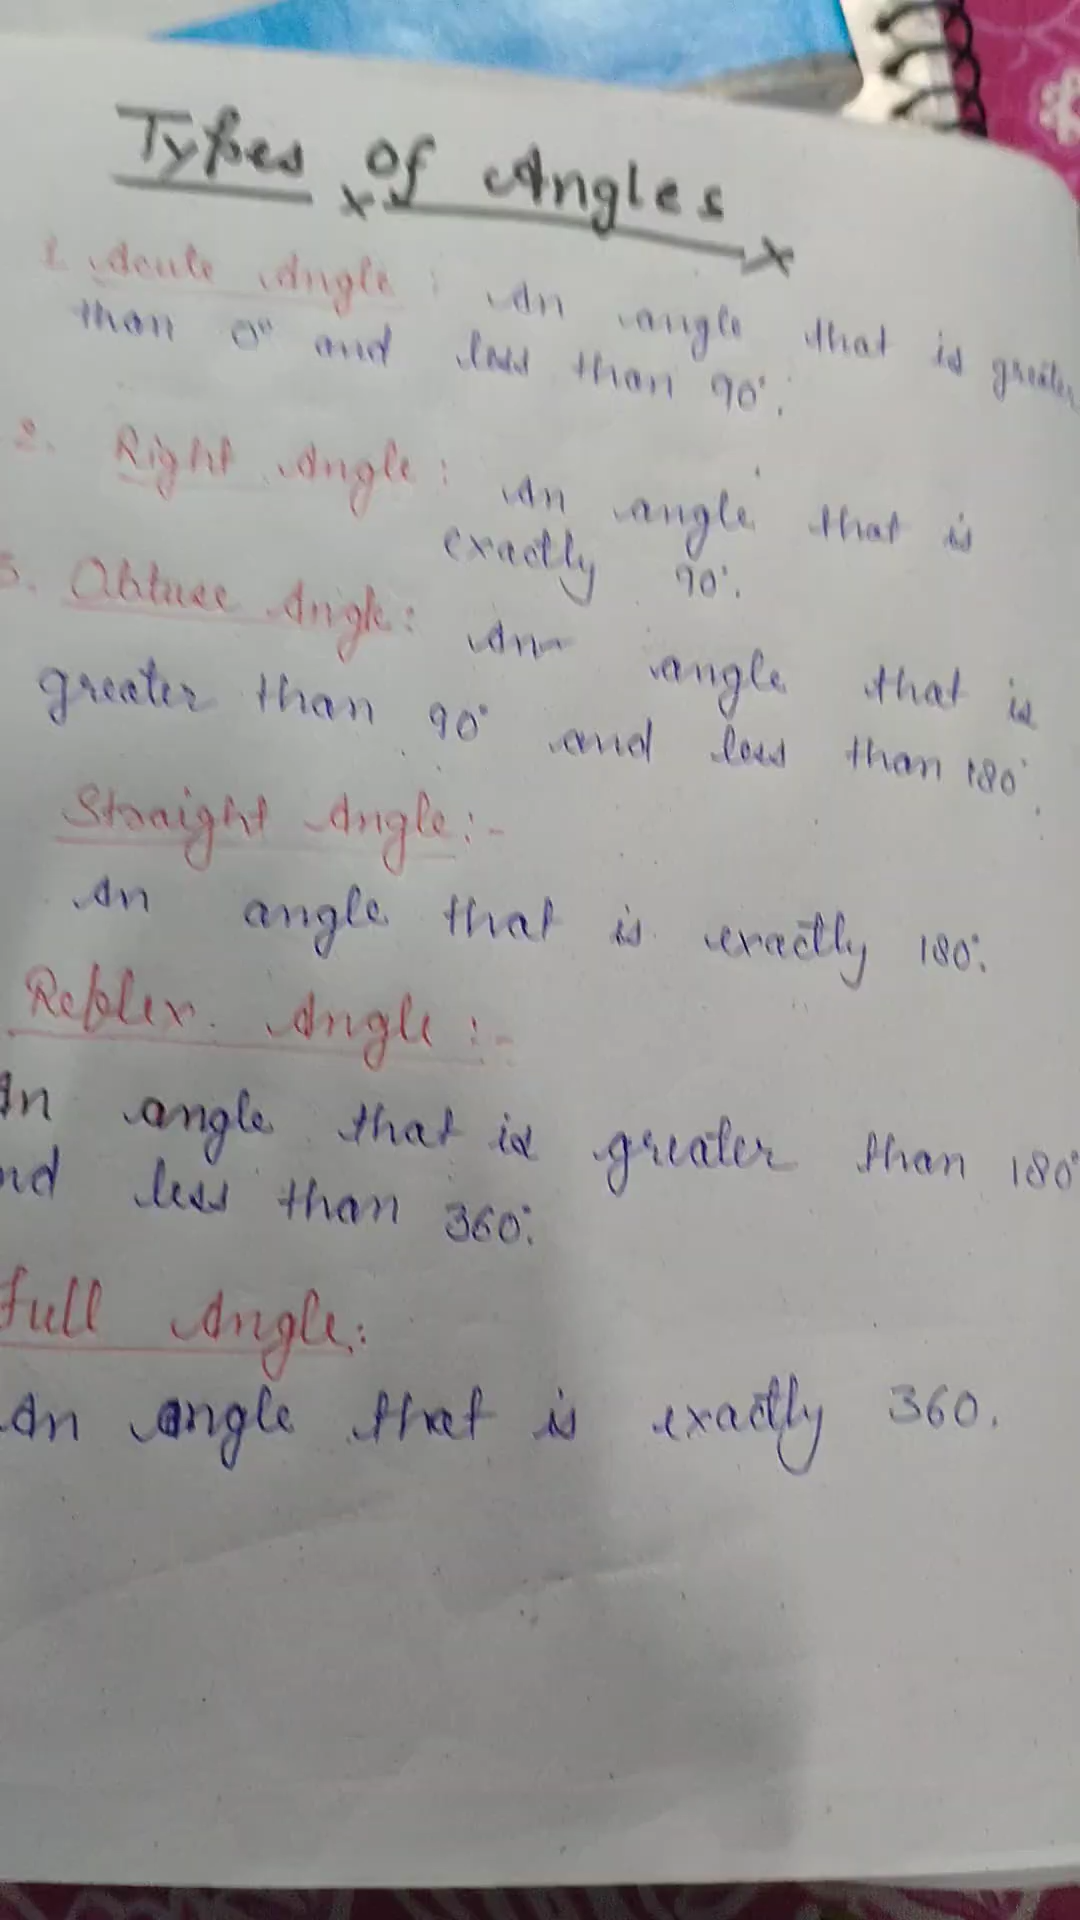 Types of Angles
1. Acute Angle : An angle that is greater
than 0° and less than 90°.
2. Right Angle : An angle that is
exactly 90°.
3. Obtuse Angle : An angle that is
greater than 90° and less than 180°.
Straight Angle :-
An angle that is exactly 180°.
Reflex Angle :-
An angle that is greater than 180°
nd less than 360°.
Full Angle :
An angle that is exactly 360.